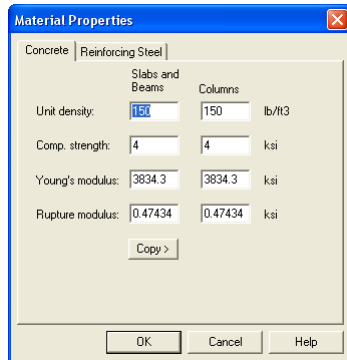 Material Properties
Concrete Reinforcing Steel
Slabs and
Beams Columns
Unit density: 150 150 lb/ft3
Comp. strength: 4 4 ksi
Young's modulus: 3834.3 3834.3 ksi
Rupture modulus: 0.47434 0.47434 ksi
Copy >
OK Cancel Help